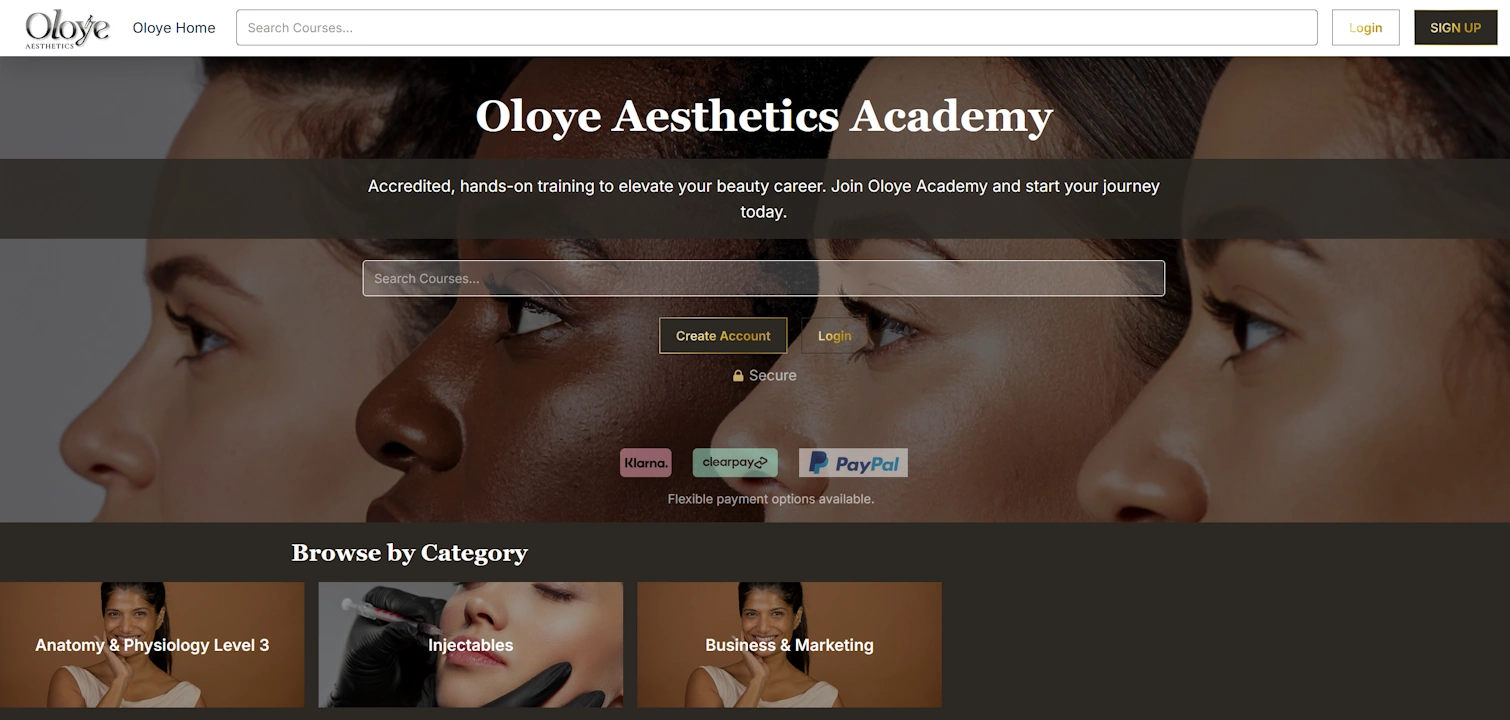 Oloye
AESTHETICS
Oloye Home
Search Courses...
Login
SIGN UP
Oloye Aesthetics Academy
Accredited, hands-on training to elevate your beauty career. Join Oloye Academy and start your journey
today.
Search Courses...
Create Account
Login
Secure
Klarna.
clearpay
PayPal
Flexible payment options available.
Browse by Category
Anatomy & Physiology Level 3
Injectables
Business & Marketing